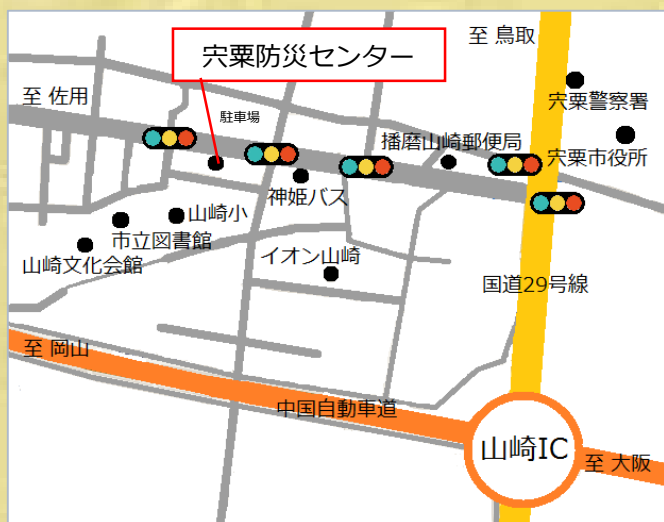 至 鳥取
宍粟防災センター
至 佐用
駐車場
宍粟警察署
播磨山崎郵便局
宍粟市役所
神姫バス
山崎小
市立図書館
山崎文化会館
イオン山崎
国道29号線
至 岡山
中国自動車道
山崎IC
至 大阪